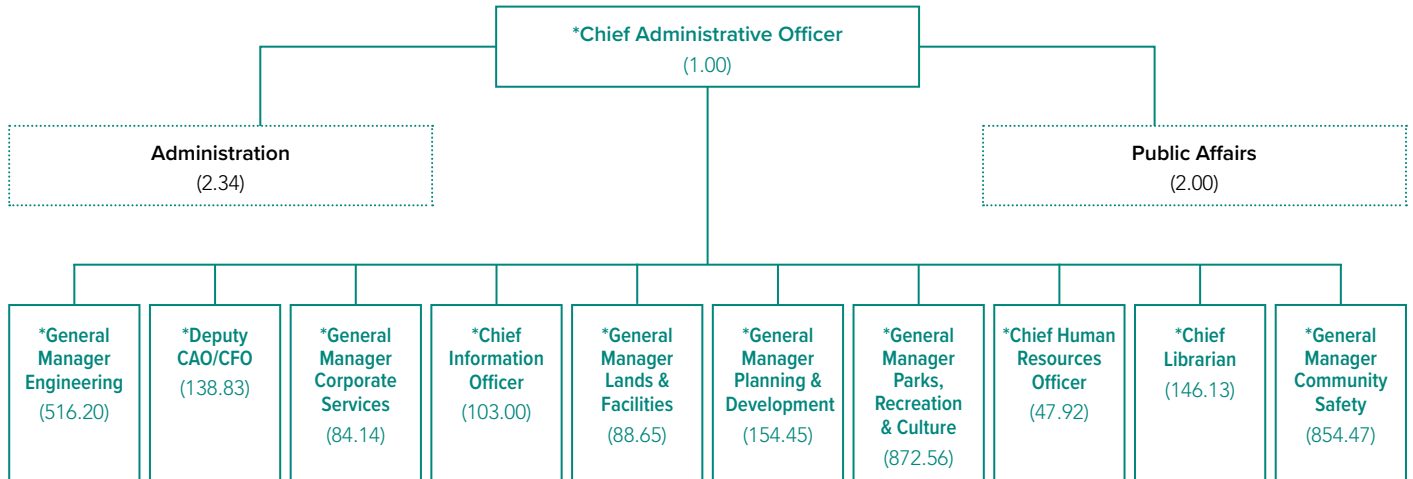 *Chief Administrative Officer
(1.00)
Administration
(2.34)
Public Affairs
(2.00)
*General
Manager
Engineering
(516.20)
*Deputy
CAO/CFO
(138.83)
*General
Manager
Corporate
Services
(84.14)
*Chief
Information
Officer
(103.00)
*General
Manager
Lands &
Facilities
(88.65)
*General
Manager
Planning &
Development
(154.45)
*General
Manager
Parks,
Recreation
& Culture
(872.56)
*Chief Human
Resources
Officer
(47.92)
*Chief
Librarian
(146.13)
*General
Manager
Community
Safety
(854.47)